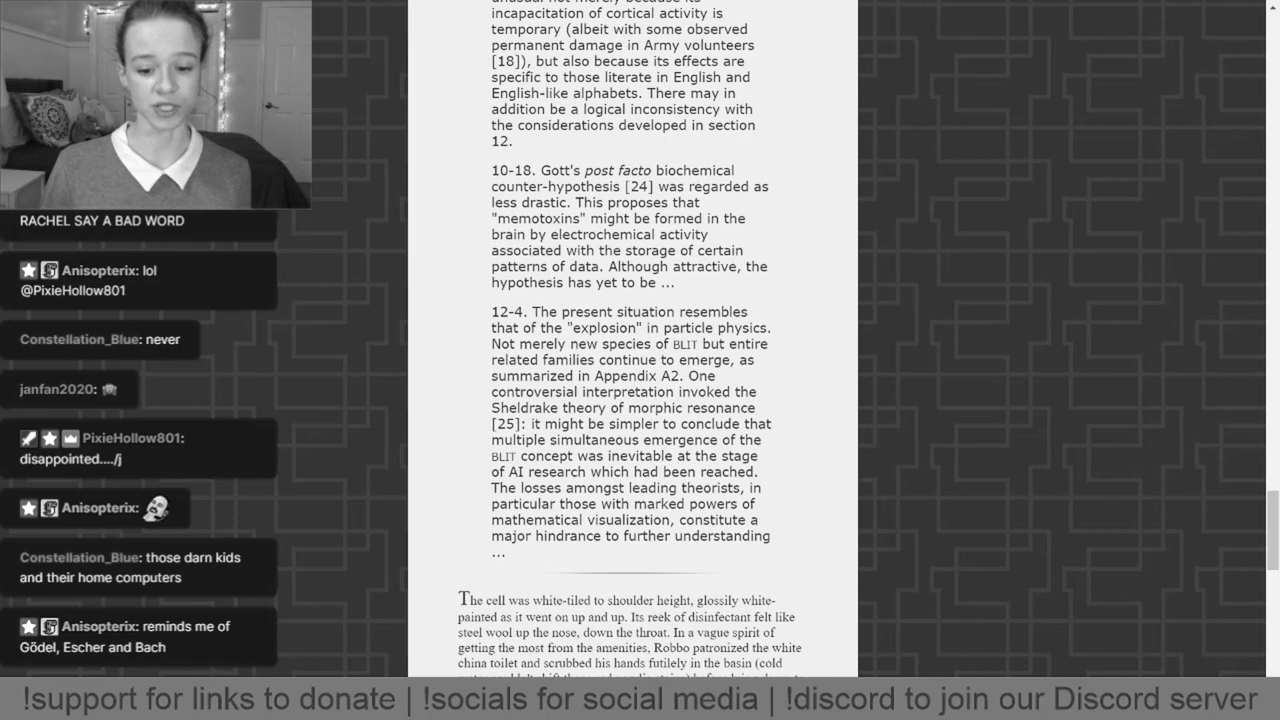 RACHEL SAY A BAD WORD
Anisopterix: lol
@PixieHollow801
Constellation_Blue: never
janfan2020:
PixieHollow801:
disappointed..../j
Anisopterix:
Constellation_Blue: those darn kids
and their home computers
Anisopterix: reminds me of
Gödel, Escher and Bach
incapacitation of cortical activity is
temporary (albeit with some observed
permanent damage in Army volunteers
[18]), but also because its effects are
specific to those literate in English and
English-like alphabets. There may in
addition be a logical inconsistency with
the considerations developed in section
12.
10-18. Gott's post facto biochemical
counter-hypothesis [24] was regarded as
less drastic. This proposes that
"memotoxins" might be formed in the
brain by electrochemical activity
associated with the storage of certain
patterns of data. Although attractive, the
hypothesis has yet to be ...
12-4. The present situation resembles
that of the "explosion" in particle physics.
Not merely new species of BLIT but entire
related families continue to emerge, as
summarized in Appendix A2. One
controversial interpretation invoked the
Sheldrake theory of morphic resonance
[25]: it might be simpler to conclude that
multiple simultaneous emergence of the
BLIT concept was inevitable at the stage
of AI research which had been reached.
The losses amongst leading theorists, in
particular those with marked powers of
mathematical visualization, constitute a
major hindrance to further understanding
...
The cell was white-tiled to shoulder height, glossily white-
painted as it went on up and up. Its reek of disinfectant felt like
steel wool up the nose, down the throat. In a vague spirit of
getting the most from the amenities, Robbo patronized the white
china toilet and scrubbed his hands futilely in the basin (cold
!support for links to donate | !socials for social media | !discord to join our Discord server